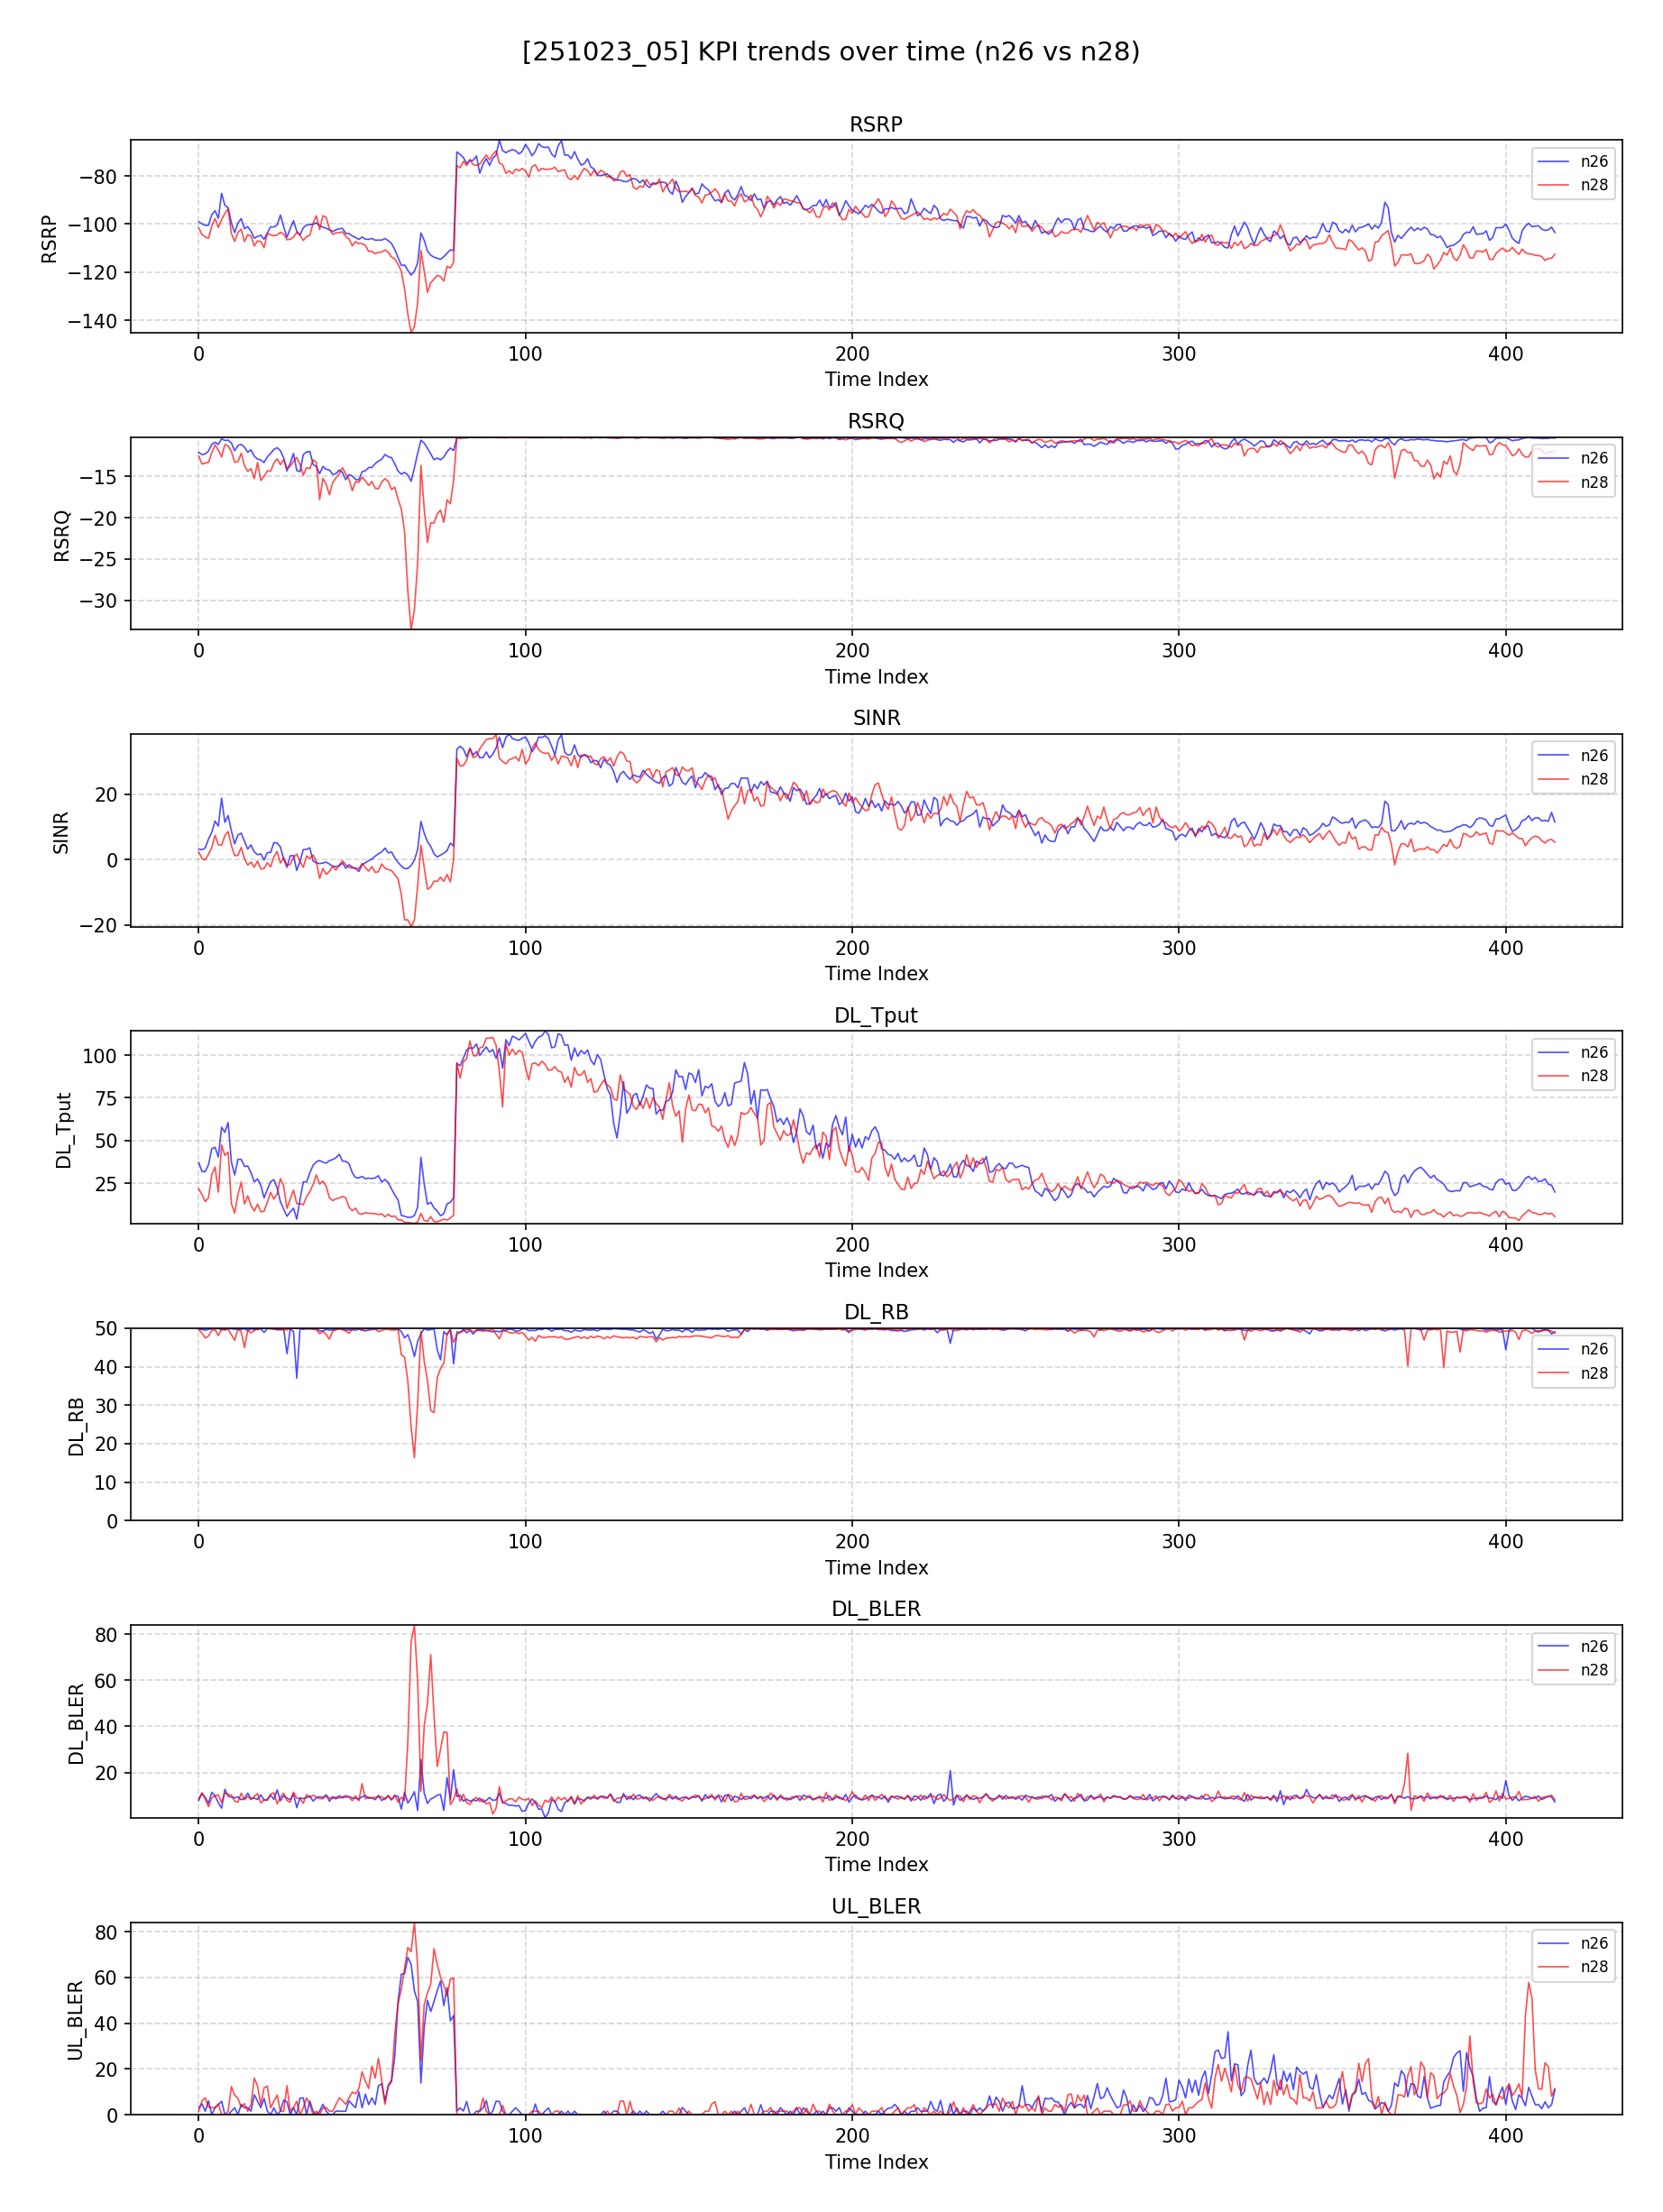 [251023_05] KPI trends over time (n26 vs n28)
RSRP
RSRP
−80
−100
−120
−140
n26
n28
0 100 200 300 400
Time Index
RSRQ
RSRQ
−15
−20
−25
−30
n26
n28
0 100 200 300 400
Time Index
SINR
SINR
20
0
−20
n26
n28
0 100 200 300 400
Time Index
DL_Tput
DL_Tput
100
75
50
25
n26
n28
0 100 200 300 400
Time Index
DL_RB
DL_RB
50
40
30
20
10
0
n26
n28
0 100 200 300 400
Time Index
DL_BLER
DL_BLER
80
60
40
20
n26
n28
0 100 200 300 400
Time Index
UL_BLER
UL_BLER
80
60
40
20
0
n26
n28
0 100 200 300 400
Time Index